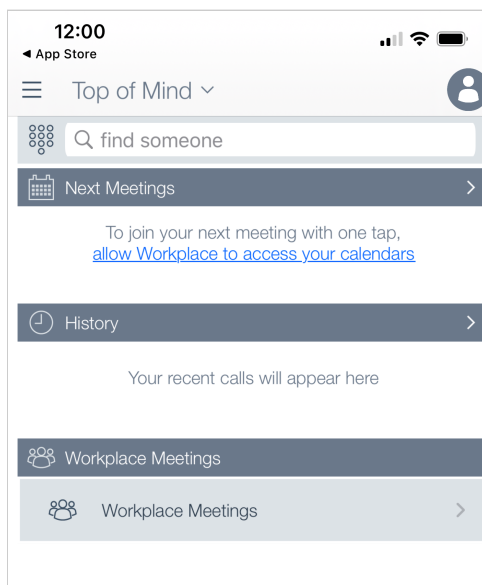 12:00
◀ App Store
Top of Mind
find someone
Next Meetings
To join your next meeting with one tap,
allow Workplace to access your calendars
History
Your recent calls will appear here
Workplace Meetings
Workplace Meetings